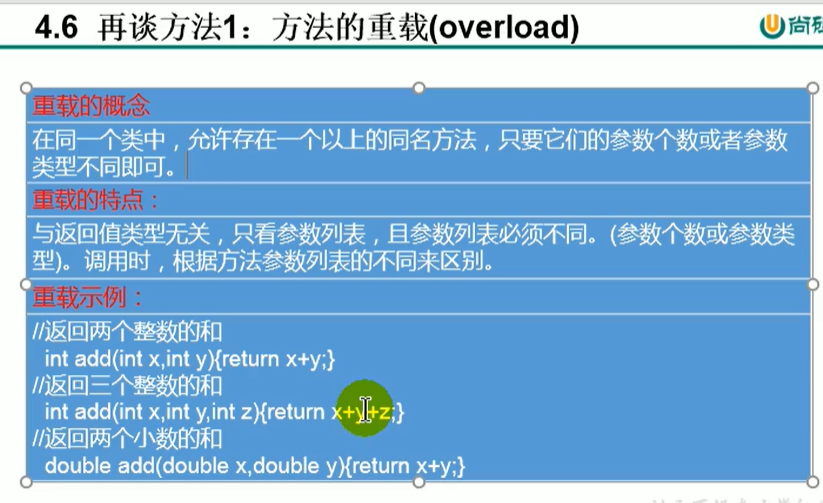 4.6 再谈方法1：方法的重载(overload)
重载的概念
在同一个类中，允许存在一个以上的同名方法，只要它们的参数个数或者参数
类型不同即可。
重载的特点：
与返回值类型无关，只看参数列表，且参数列表必须不同。(参数个数或参数类
型)。调用时，根据方法参数列表的不同来区别。
重载示例：
//返回两个整数的和
int add(int x,int y){return x+y;}
//返回三个整数的和
int add(int x,int y,int z){return x+y+z;}
//返回两个小数的和
double add(double x,double y){return x+y;}